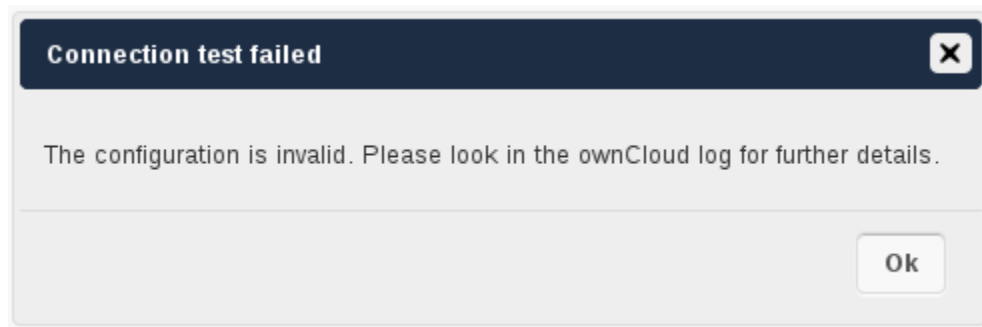 Connection test failed
The configuration is invalid. Please look in the ownCloud log for further details.
Ok